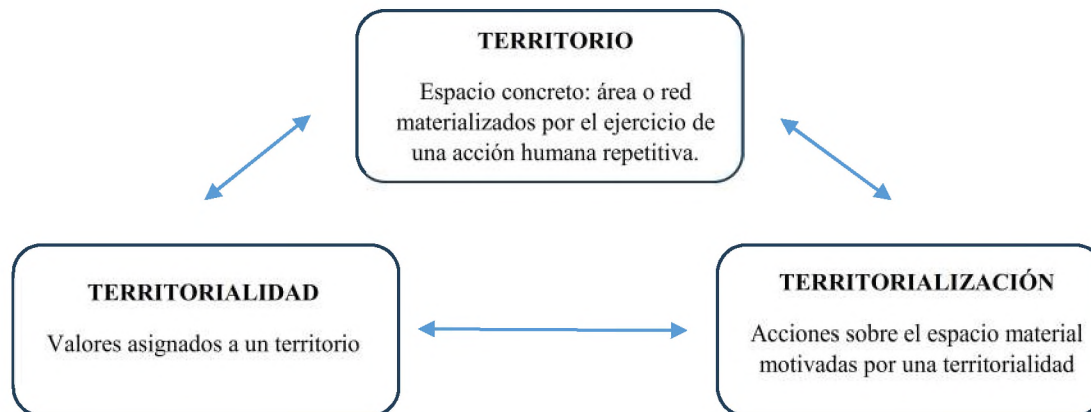 TERRITORIO
Espacio concreto: área o red
materializados por el ejercicio de
una acción humana repetitiva.
TERRITORIALIDAD
Valores asignados a un territorio
TERRITORIALIZACIÓN
Acciones sobre el espacio material
motivadas por una territorialidad